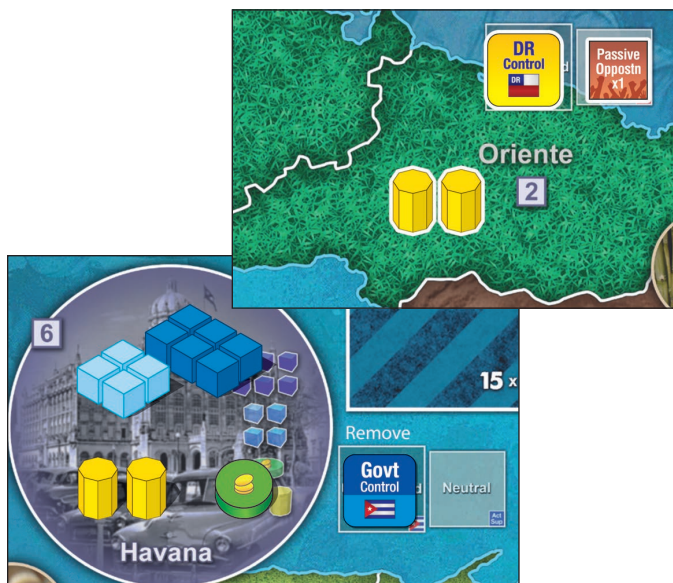 DR
Control
DR
d
Passive
Oppostn
x1
Oriente
2
6
15 x
Remove
Govt
Control
d
Neutral
Act
Sup
Havana